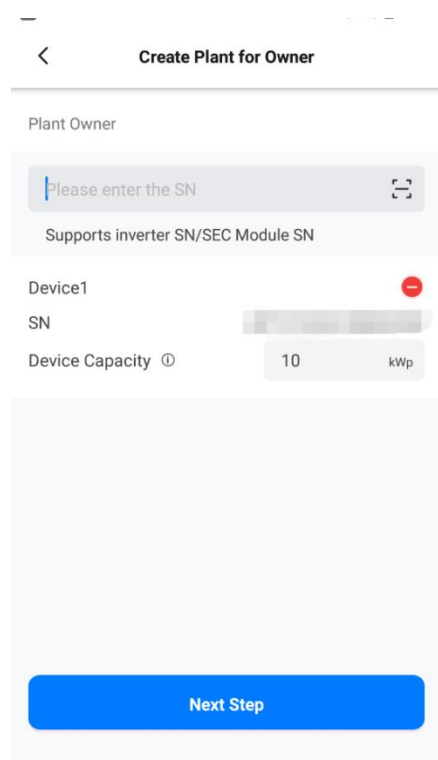 Create Plant for Owner
Plant Owner
Please enter the SN
Supports inverter SN/SEC Module SN
Device1
SN
Device Capacity
10 kWp
Next Step